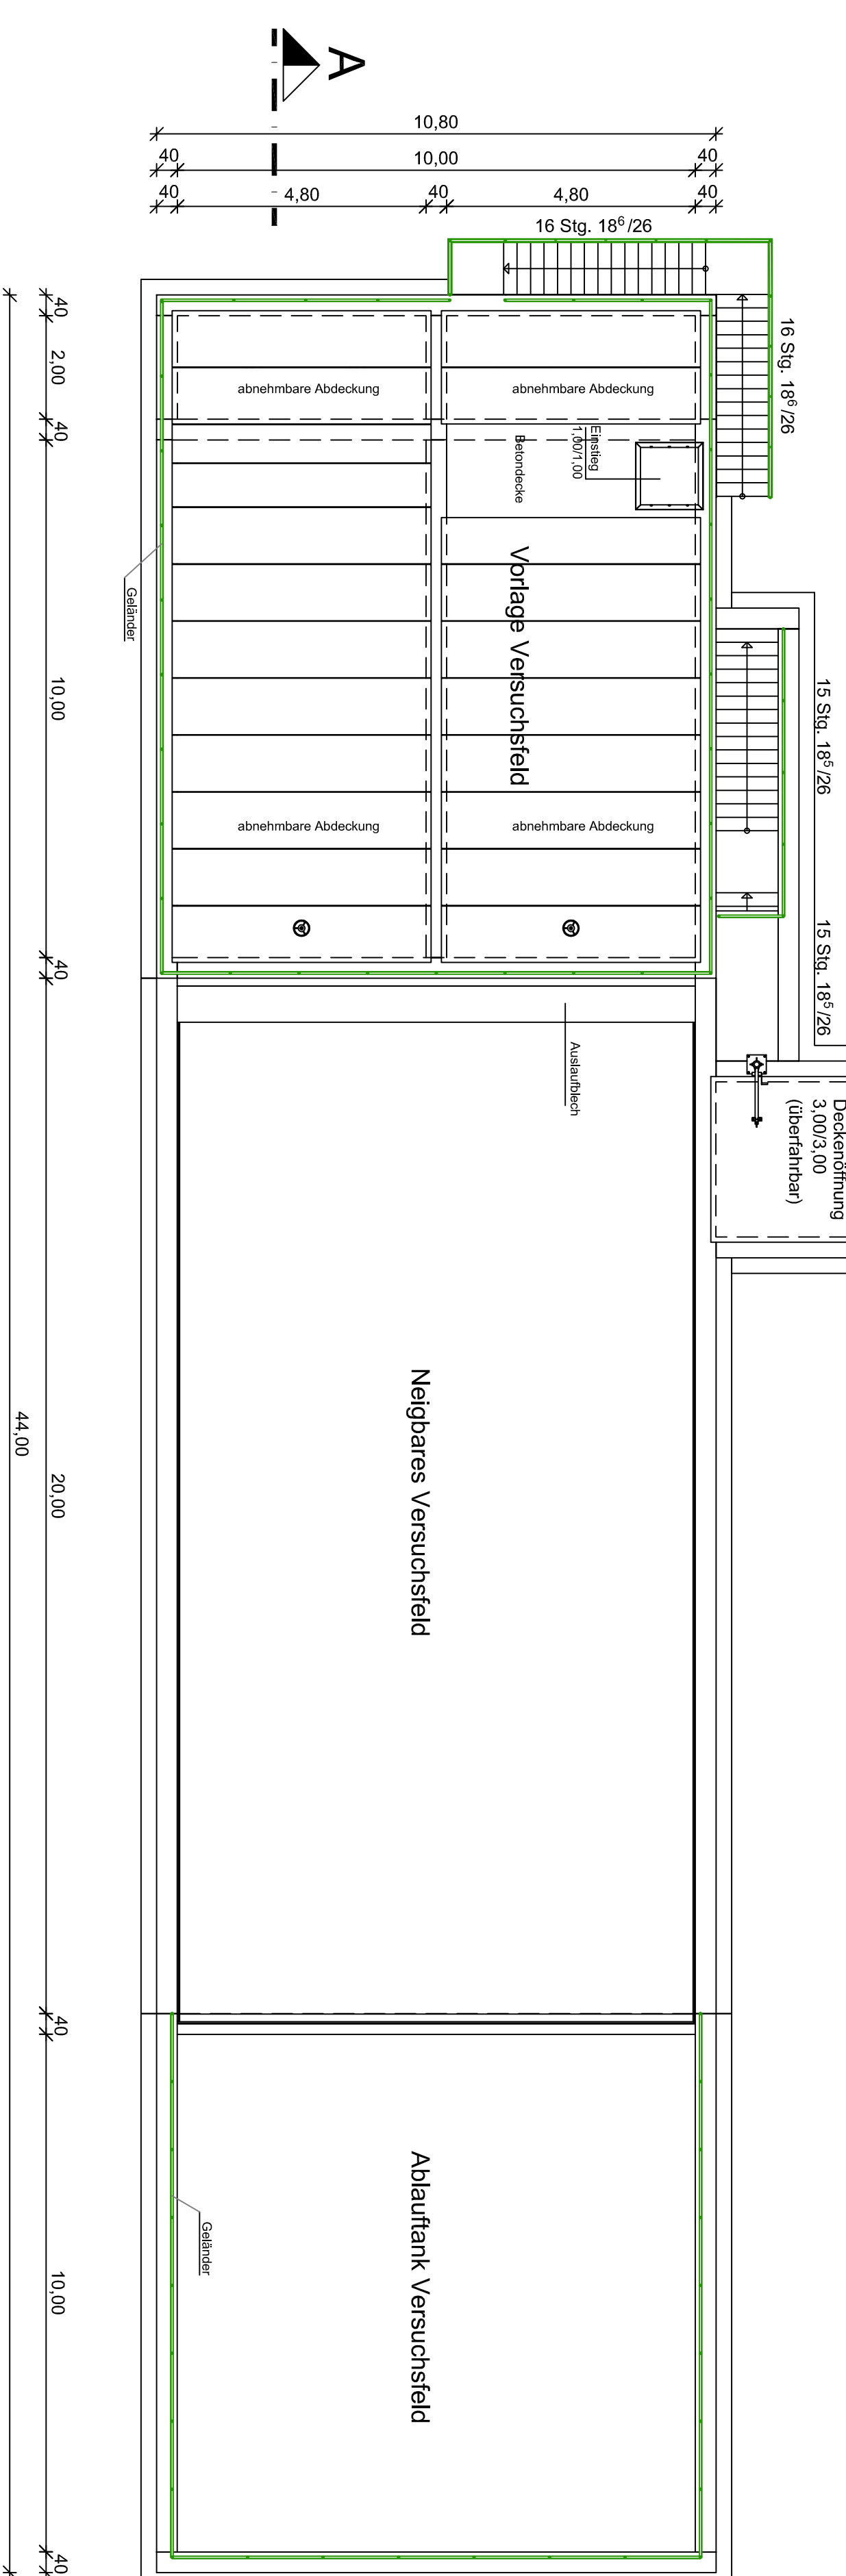 A
10,80
40
10,00
40
40
4,80
40
4,80
40
16 Stg. 18⁶/26
16 Stg. 18⁶/26
40
2,00
40
10,00
40
20,00
40
10,00
40
44,00
abnehmbare Abdeckung
abnehmbare Abdeckung
Einstieg
1,00/1,00
Betondecke
Vorlage Versuchsfeld
Geländer
15 Stg. 18⁵/26
abnehmbare Abdeckung
abnehmbare Abdeckung
15 Stg. 18⁵/26
Auslaufblech
Deckenöffnung
3,00/3,00
(überfahrbar)
Neigbares Versuchsfeld
Ablauftank Versuchsfeld
Geländer